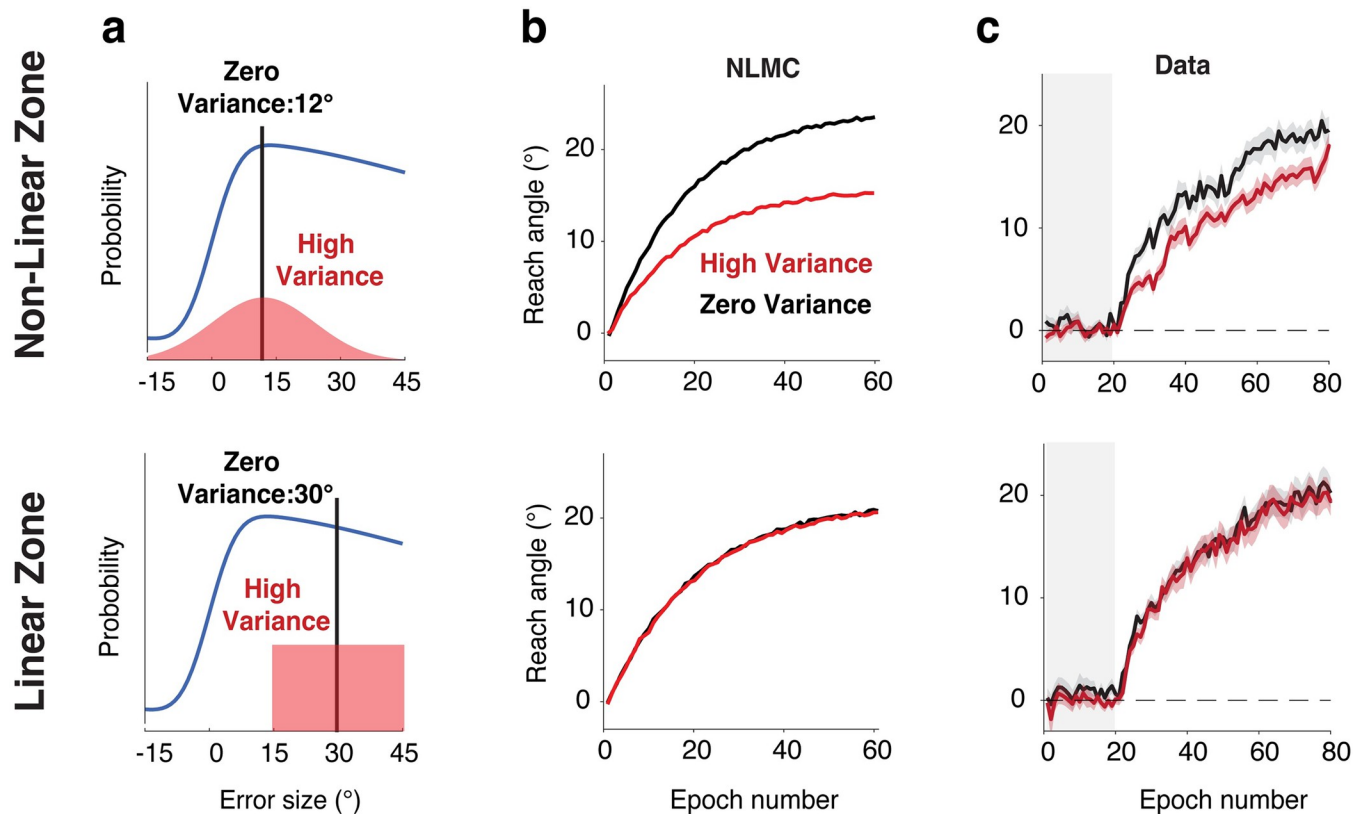 a
b
c
Non-Linear Zone
Zero
Variance:12°
Probability
High
Variance
-15 0 15 30 45
NLMC
Reach angle (°)
20
10
0
High Variance
Zero Variance
0 20 40 60
Data
20
10
0
0 20 40 60 80
Linear Zone
Zero
Variance:30°
Probability
High
Variance
-15 0 15 30 45
Error size (°)
Reach angle (°)
20
10
0
0 20 40 60
Epoch number
20
10
0
0 20 40 60 80
Epoch number